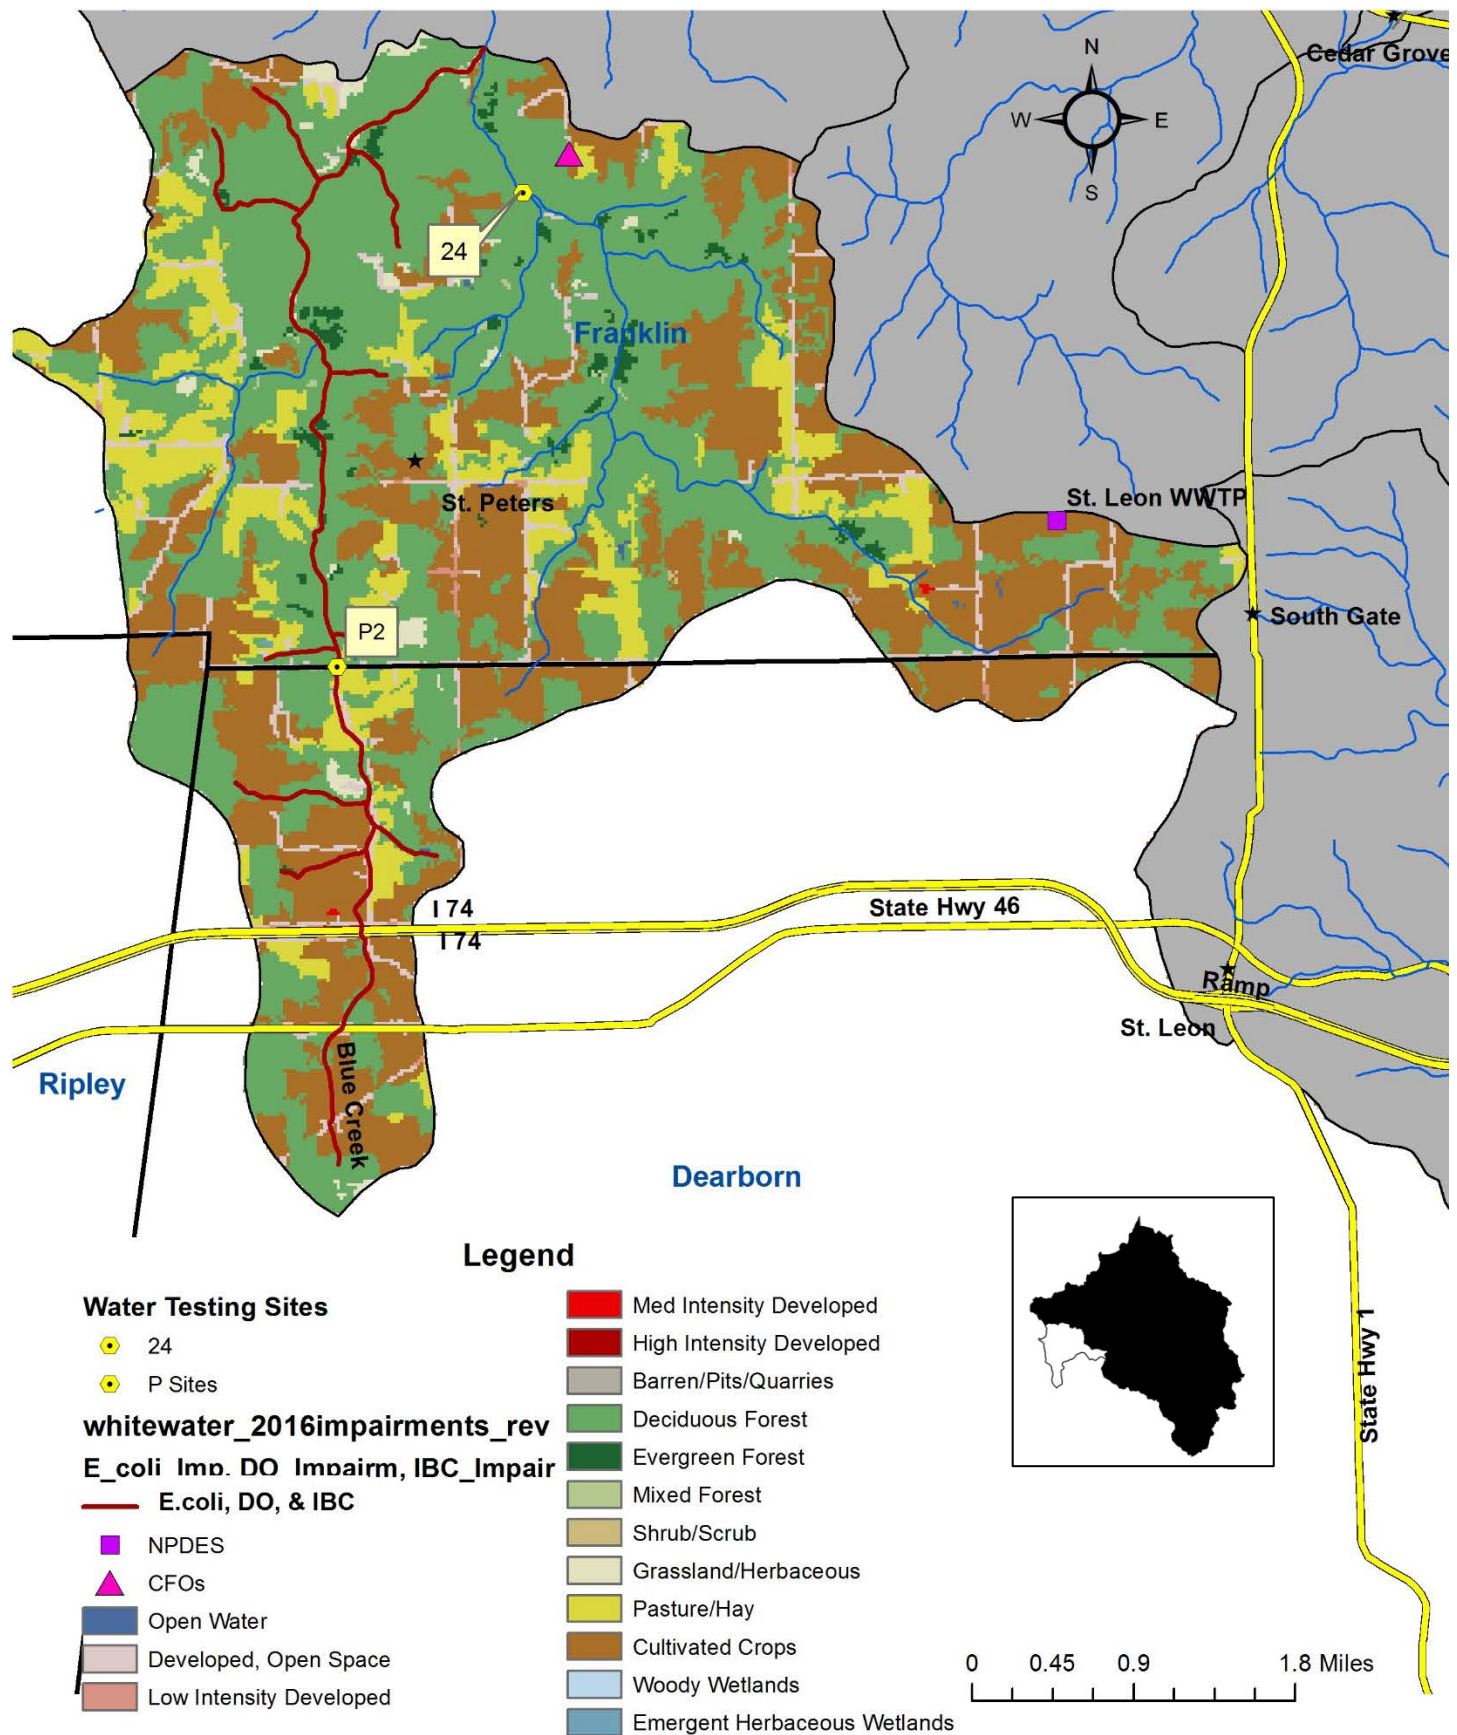 N
Cedar Grove
W
E
S
24
Franklin
St. Peters
St. Leon WWTP
South Gate
P2
I 74
I 74
State Hwy 46
Ramp
St. Leon
Blue Creek
Ripley
Dearborn
State Hwy 1
Legend
Water Testing Sites
24
P Sites
whitewater_2016impairments_rev
E_coli_Imp, DO_Impairm, IBC_Impair
E.coli, DO, & IBC
NPDES
CFOs
Open Water
Developed, Open Space
Low Intensity Developed
Med Intensity Developed
High Intensity Developed
Barren/Pits/Quarries
Deciduous Forest
Evergreen Forest
Mixed Forest
Shrub/Scrub
Grassland/Herbaceous
Pasture/Hay
Cultivated Crops
Woody Wetlands
Emergent Herbaceous Wetlands
0 0.45 0.9 1.8 Miles